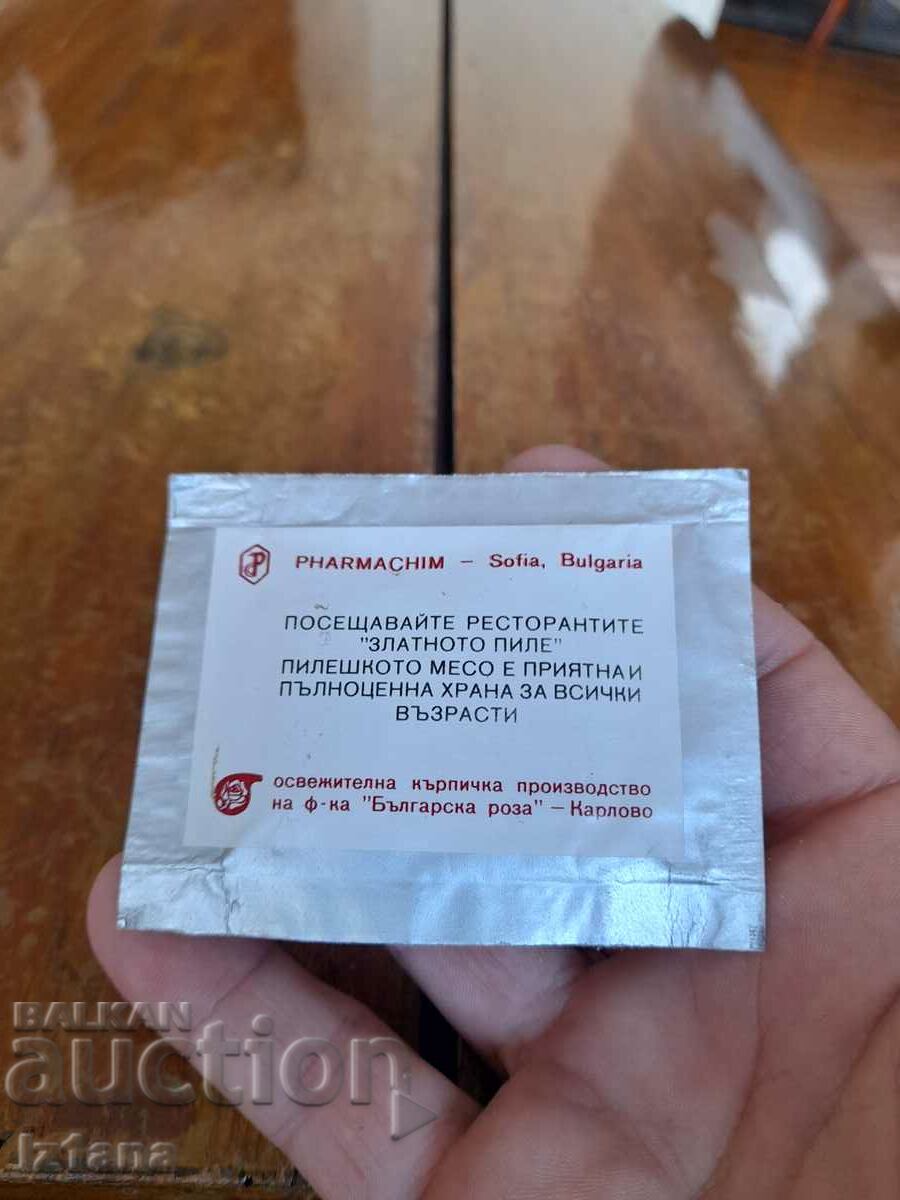 PHARMACHIM – Sofia, Bulgaria
ПОСЕЩАВАЙТЕ РЕСТОРАНТИТЕ
"ЗЛАТНОТО ПИЛЕ"
ПИЛЕШКОТО МЕСО Е ПРИЯТНА И
ПЪЛНОЦЕННА ХРАНА ЗА ВСИЧКИ
ВЪЗРАСТИ
освежителна кърпичка производство
на ф-ка "Българска роза" – Карлово
BALKAN
auction
Iz1ana